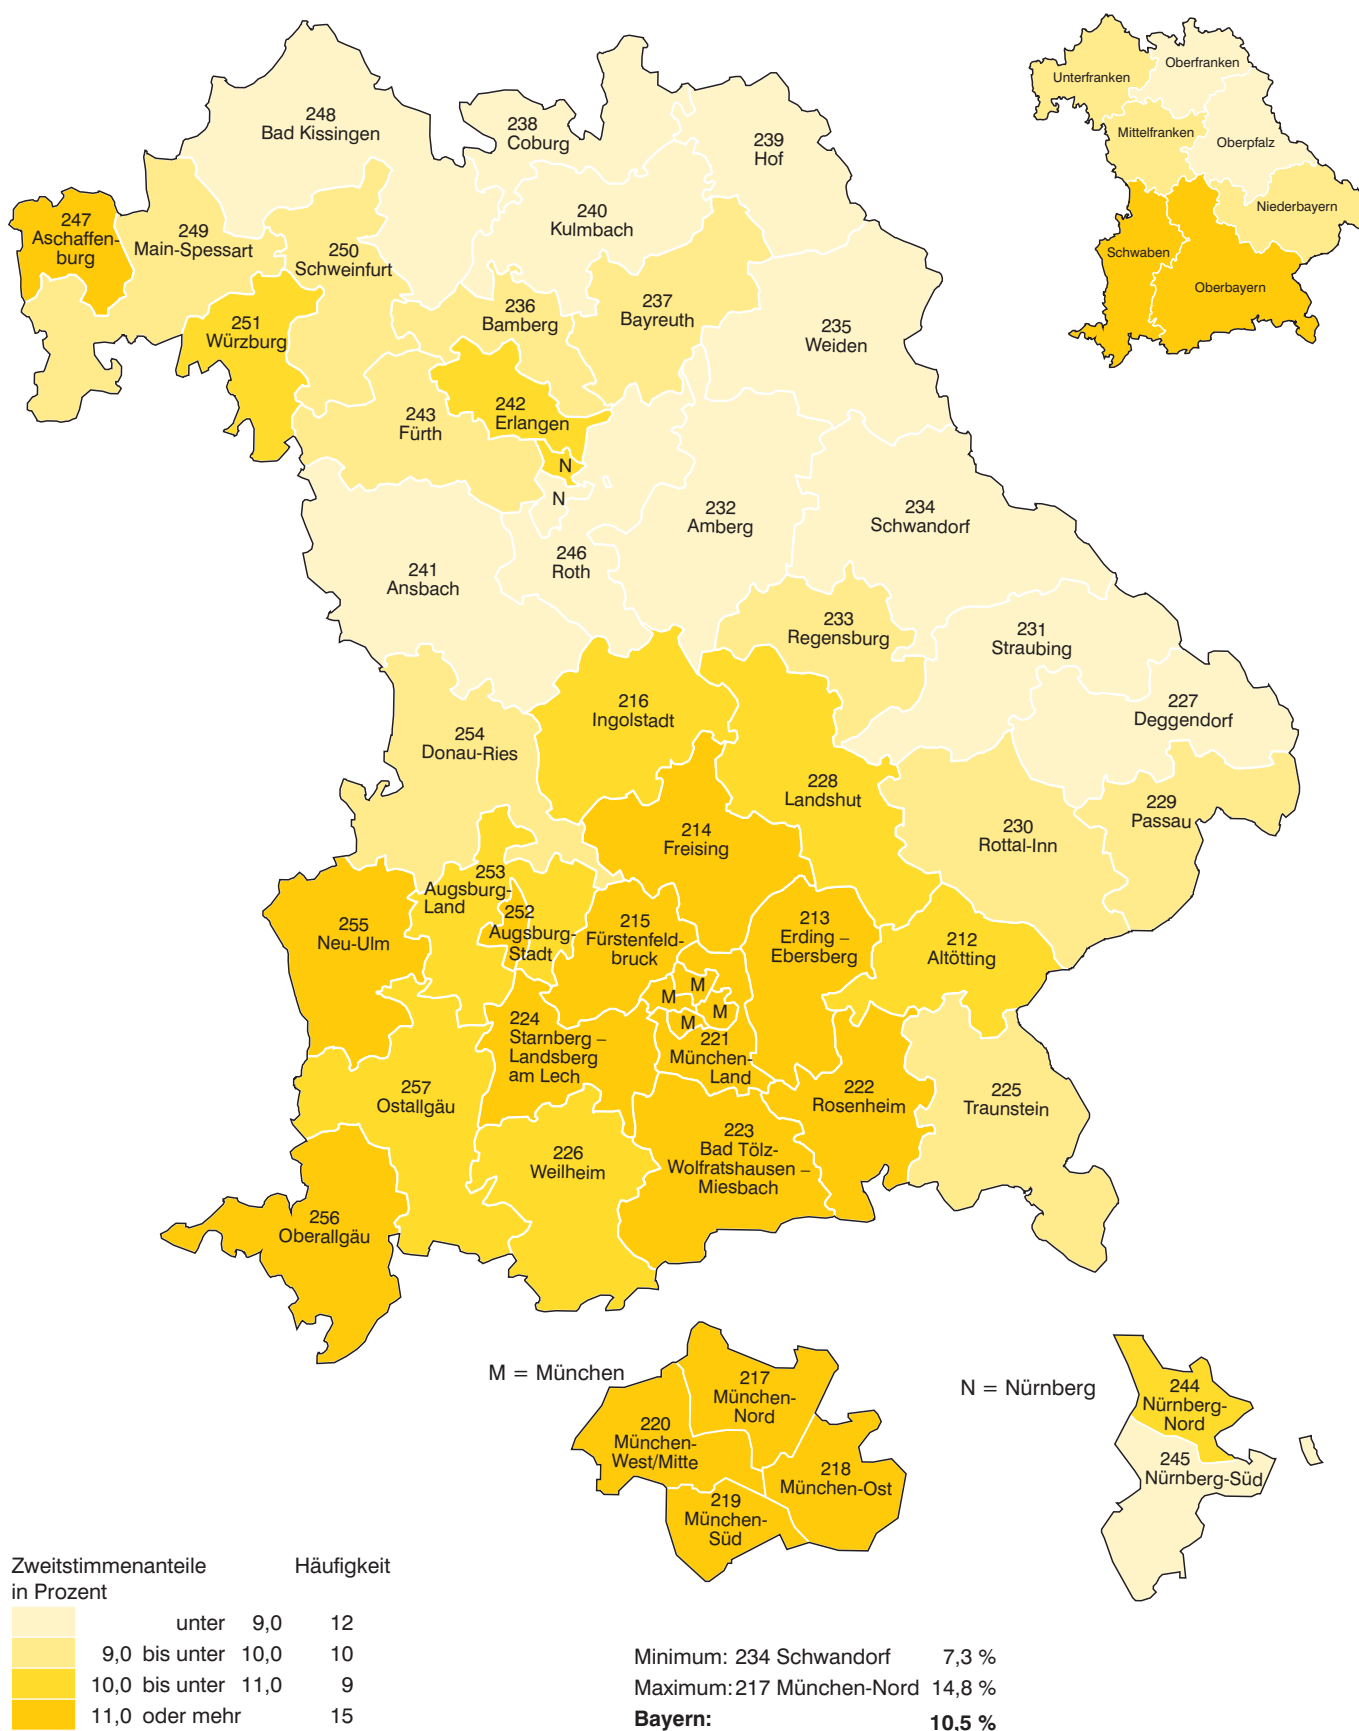 248
Bad Kissingen
238
Coburg
239
Hof
240
Kulmbach
247
Aschaffen-
burg
249
Main-Spessart
250
Schweinfurt
251
Würzburg
236
Bamberg
237
Bayreuth
235
Weiden
243
Fürth
242
Erlangen
N
N
232
Amberg
234
Schwandorf
241
Ansbach
246
Roth
233
Regensburg
231
Straubing
227
Deggendorf
216
Ingolstadt
254
Donau-Ries
228
Landshut
229
Passau
230
Rottal-Inn
214
Freising
253
Augsburg-
Land
252
Augsburg-
Stadt
255
Neu-Ulm
215
Fürstenfeld-
bruck
213
Erding –
Ebersberg
212
Altötting
M
M
M
M
224
Starnberg –
Landsberg
am Lech
221
München-
Land
222
Rosenheim
225
Traunstein
257
Ostallgäu
226
Weilheim
223
Bad Tölz-
Wolfratshausen –
Miesbach
256
Oberallgäu
Unterfranken
Oberfranken
Mittelfranken
Oberpfalz
Niederbayern
Schwaben
Oberbayern
M = München
217
München-
Nord
220
München-
West/Mitte
218
München-Ost
219
München-
Süd
N = Nürnberg
244
Nürnberg-
Nord
245
Nürnberg-Süd
Zweitstimmenanteile Häufigkeit
in Prozent
unter 9,0 12
9,0 bis unter 10,0 10
10,0 bis unter 11,0 9
11,0 oder mehr 15
Minimum: 234 Schwandorf 7,3 %
Maximum: 217 München-Nord 14,8 %
Bayern: 10,5 %